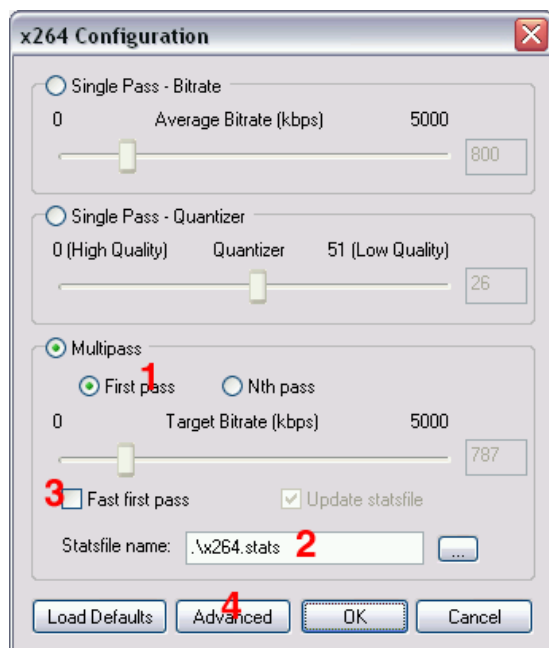 x264 Configuration
Single Pass - Bitrate
0 Average Bitrate (kbps) 5000
800
Single Pass - Quantizer
0 (High Quality) Quantizer 51 (Low Quality)
26
Multipass
1
First pass Nth pass
0 Target Bitrate (kbps) 5000
787
3 Fast first pass Update statsfile
Statsfile name: .\x264.stats 2 ...
4
Load Defaults Advanced OK Cancel